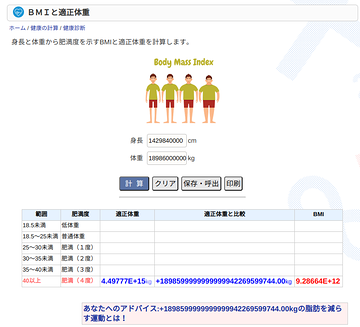 BMIと適正体重
ホーム / 健康の計算 / 健康診断
身長と体重から肥満度を示すBMIと適正体重を計算します。
Body Mass Index
身長 1429840000 cm
体重 18986000000 kg
計算 クリア 保存・呼出 印刷
範囲 肥満度 適正体重 適正体重と比較 BMI
18.5未満 低体重
18.5～25未満 普通体重
25～30未満 肥満（1度）
30～35未満 肥満（2度）
35～40未満 肥満（3度）
40以上 肥満（4度） 4.49777E+15kg +18985999999999999942269599744.00kg 9.28664E+12
あなたへのアドバイス:+18985999999999999942269599744.00kgの脂肪を減ら
す運動とは！